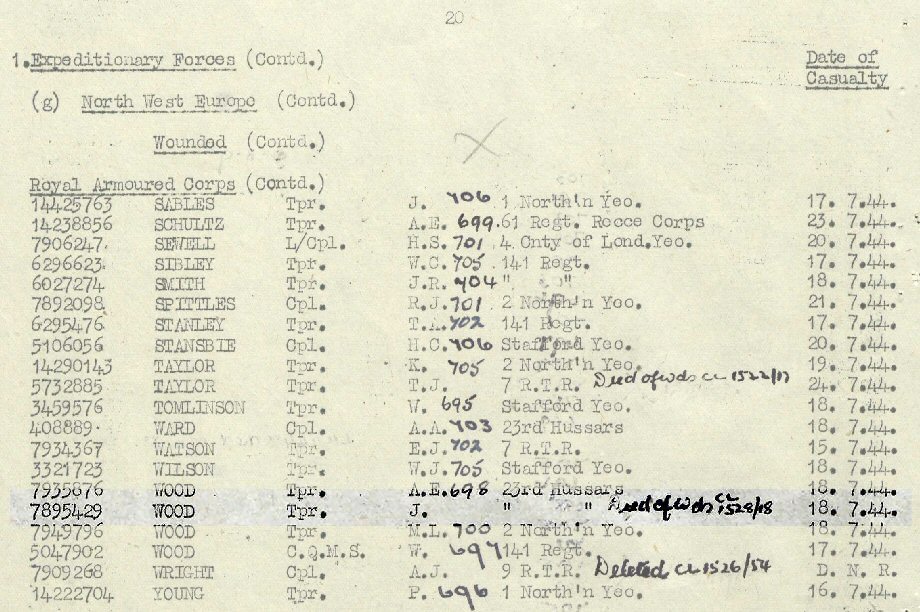 20
1. Expeditionary Forces (Contd.) Date of
Casualty
(g) North West Europe (Contd.)
Wounded (Contd.)
Royal Armoured Corps (Contd.)
14425763 SABLES Tpr. J. 706 1 North'n Yeo. 17. 7.44.
14238856 SCHULTZ Tpr. A.E. 699. 61 Regt. Recce Corps 23. 7.44.
7906247. SEWELL L/Cpl. H.S. 701 4 Cnty of Lond.Yeo. 20. 7.44.
6296623. SIBLEY Tpr. W.C. 705 141 Regt. 17. 7.44.
6027274 SMITH Tpr. J.R. 704 " " 18. 7.44.
7892098 SPITTLES Cpl. R.J. 701 2 North'n Yeo. 21. 7.44.
6295476 STANLEY Tpr. T.A. 702 141 Regt. 17. 7.44.
5106056 STANSBIE Cpl. H.C. 706 Stafford Yeo. 20. 7.44.
14290143 TAYLOR Tpr. K. 705 2 North'n Yeo. 19. 7.44.
5732885 TAYLOR Tpr. T.J. 7 R.T.R. Died of wds CL 1522/17 24. 7.44.
3459576 TOMLINSON Tpr. W. 695 Stafford Yeo. 18. 7.44.
408889. WARD Cpl. A.A. 703 23rd Hussars 18. 7.44.
7934367 WATSON Tpr. E.J. 702 7 R.T.R. 15. 7.44.
3321723 WILSON Tpr. W.J. 705 Stafford Yeo. 18. 7.44.
7935876 WOOD Tpr. A.E. 698 23rd Hussars 18. 7.44.
7895429 WOOD Tpr. J. " " Died of wds CL 1528/18 18. 7.44.
7949796 WOOD Tpr. M.L. 700 2 North'n Yeo. 18. 7.44.
5047902 WOOD C.Q.M.S. W. 697 141 Regt. 17. 7.44.
7909268 WRIGHT Cpl. A.J. 9 R.T.R. Deleted CL 1526/54 D. N. R.
14222704 YOUNG Tpr. P. 696 1 North'n Yeo. 16. 7.44.